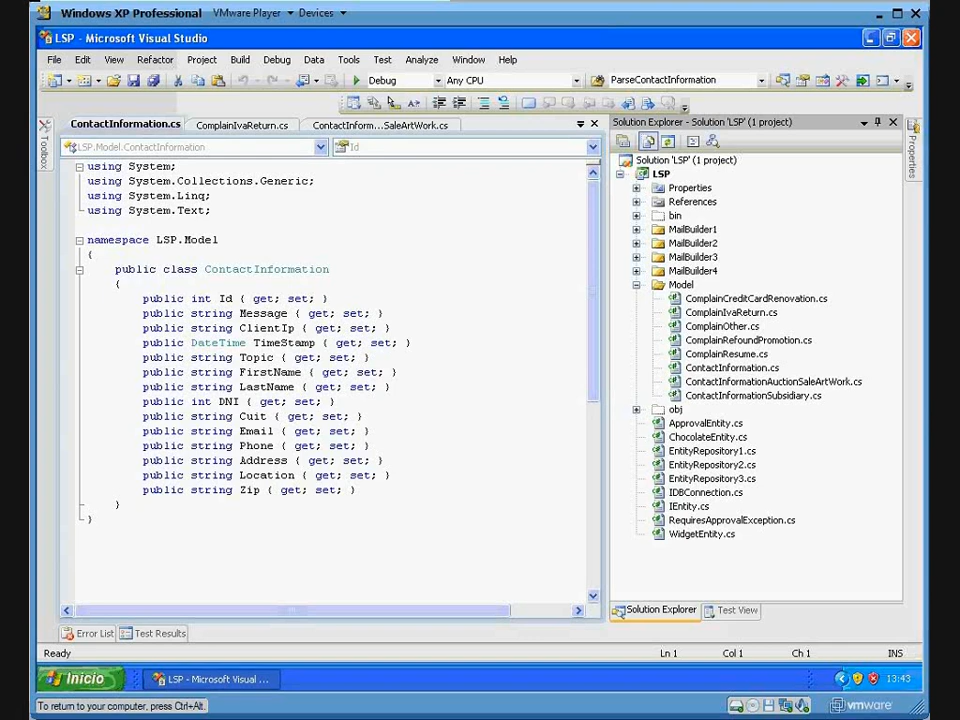 Windows XP Professional VMware Player Devices
LSP - Microsoft Visual Studio
File Edit View Refactor Project Build Debug Data Tools Test Analyze Window Help
Debug Any CPU ParseContactInformation
ContactInformation.cs ComplainIvaReturn.cs ContactInform...SaleArtWork.cs
LSP.Model.ContactInformation Id
Toolbox
using System;
using System.Collections.Generic;
using System.Linq;
using System.Text;
namespace LSP.Model
{
public class ContactInformation
{
public int Id { get; set; }
public string Message { get; set; }
public string ClientIp { get; set; }
public DateTime TimeStamp { get; set; }
public string Topic { get; set; }
public string FirstName { get; set; }
public string LastName { get; set; }
public int DNI { get; set; }
public string Cuit { get; set; }
public string Email { get; set; }
public string Phone { get; set; }
public string Address { get; set; }
public string Location { get; set; }
public string Zip { get; set; }
}
}
Solution Explorer - Solution 'LSP' (1 project)
Properties
Solution 'LSP' (1 project)
LSP
Properties
References
bin
MailBuilder1
MailBuilder2
MailBuilder3
MailBuilder4
Model
ComplainCreditCardRenovation.cs
ComplainIvaReturn.cs
ComplainOther.cs
ComplainRefoundPromotion.cs
ComplainResume.cs
ContactInformation.cs
ContactInformationAuctionSaleArtWork.cs
ContactInformationSubsidiary.cs
obj
ApprovalEntity.cs
ChocolateEntity.cs
EntityRepository1.cs
EntityRepository2.cs
EntityRepository3.cs
IDBConnection.cs
IEntity.cs
RequiresApprovalException.cs
WidgetEntity.cs
Solution Explorer Test View
Error List Test Results
Ready Ln 1 Col 1 Ch 1 INS
Inicio LSP - Microsoft Visual ... 13:43
To return to your computer, press Ctrl+Alt. vmware